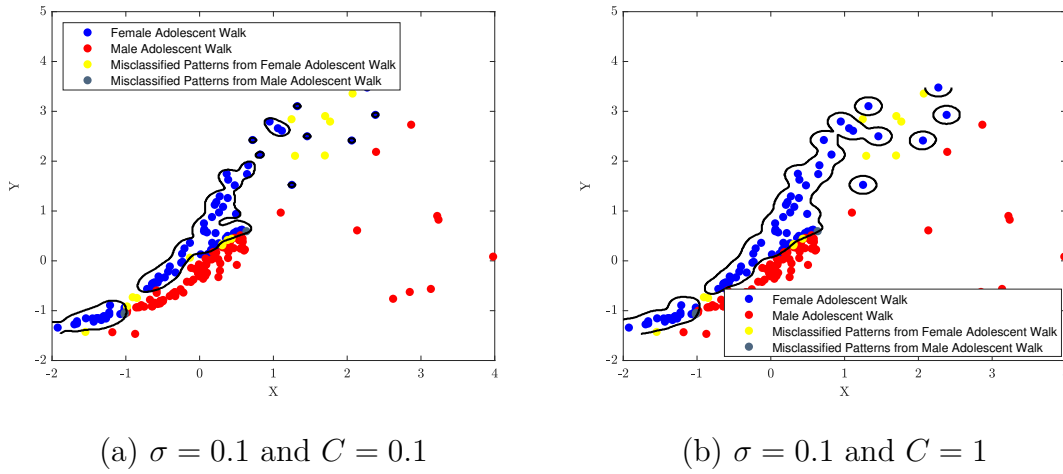 5
4
3
2
1
0
-1
-2
Y
-2 -1 0 1 2 3 4
X
Female Adolescent Walk
Male Adolescent Walk
Misclassified Patterns from Female Adolescent Walk
Misclassified Patterns from Male Adolescent Walk
(a) σ = 0.1 and C = 0.1
5
4
3
2
1
0
-1
-2
Y
-2 -1 0 1 2 3 4
X
Female Adolescent Walk
Male Adolescent Walk
Misclassified Patterns from Female Adolescent Walk
Misclassified Patterns from Male Adolescent Walk
(b) σ = 0.1 and C = 1